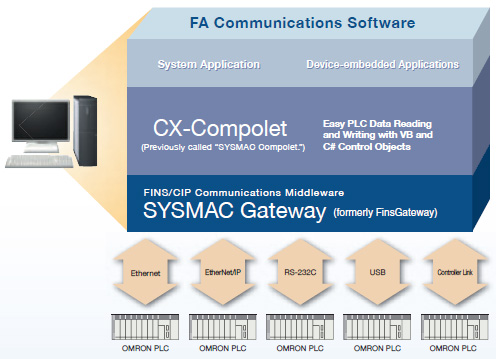 FA Communications Software
System Application
Device-embedded Applications
CX-Compolet
(Previously called "SYSMAC Compolet.")
Easy PLC Data Reading
and Writing with VB and
C# Control Objects
FINS/CIP Communications Middleware
SYSMAC Gateway (formerly FinsGateway)
Ethernet
EtherNet/IP
RS-232C
USB
Controller Link
OMRON PLC
OMRON PLC
OMRON PLC
OMRON PLC
OMRON PLC